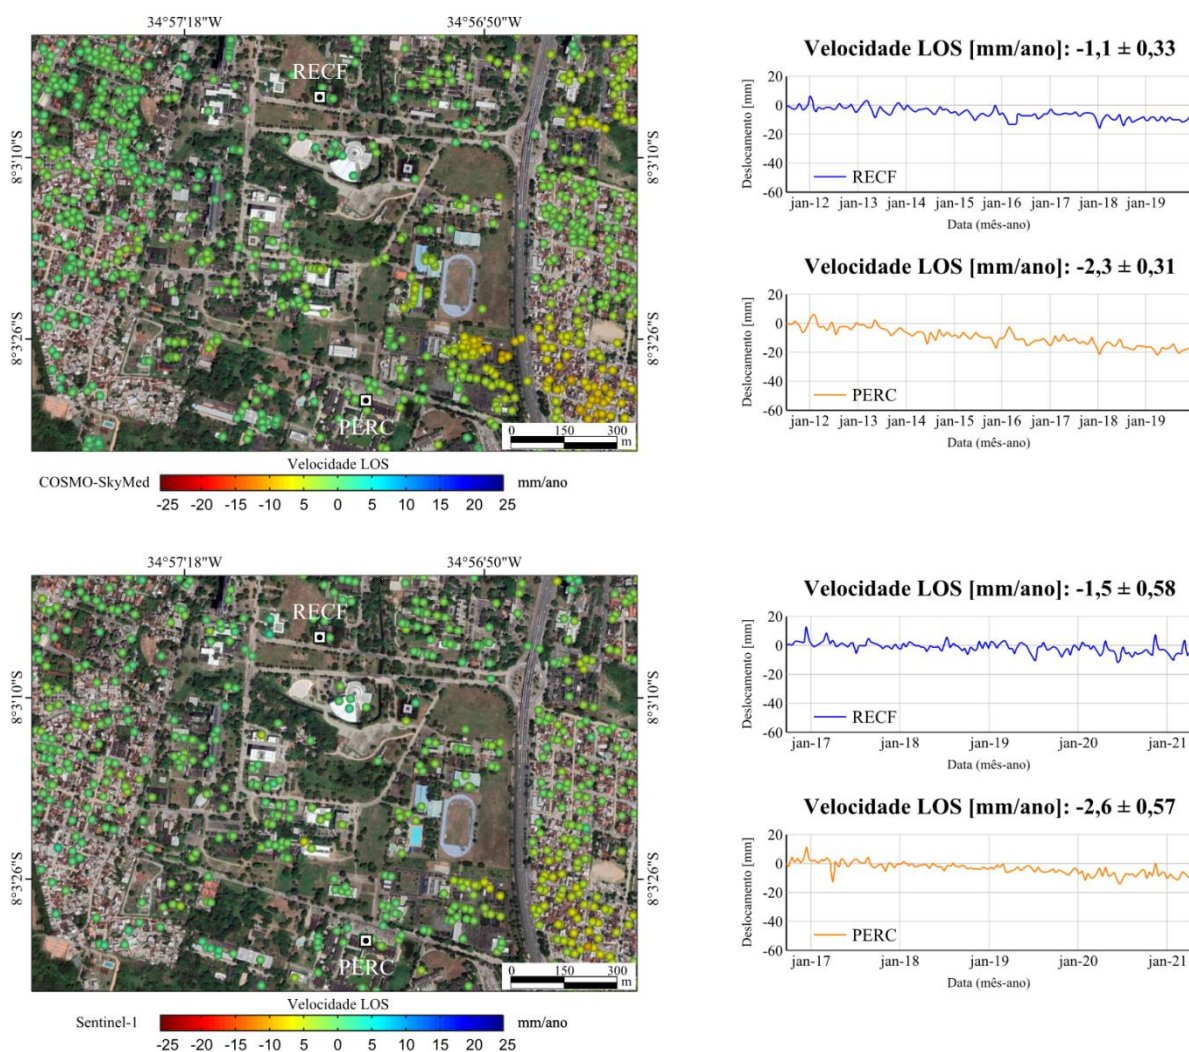 34°57'18"W 34°56'50"W
8°3'10"S 8°3'10"S
8°3'26"S 8°3'26"S
RECF
PERC
0 150 300
m
Velocidade LOS
COSMO-SkyMed mm/ano
-25 -20 -15 -10 -5 0 5 10 15 20 25
Velocidade LOS [mm/ano]: -1,1 ± 0,33
Deslocamento [mm]
20
0
-20
-40
-60
RECF
jan-12 jan-13 jan-14 jan-15 jan-16 jan-17 jan-18 jan-19
Data (mês-ano)
Velocidade LOS [mm/ano]: -2,3 ± 0,31
Deslocamento [mm]
20
0
-20
-40
-60
PERC
jan-12 jan-13 jan-14 jan-15 jan-16 jan-17 jan-18 jan-19
Data (mês-ano)
34°57'18"W 34°56'50"W
8°3'10"S 8°3'10"S
8°3'26"S 8°3'26"S
RECF
PERC
0 150 300
m
Velocidade LOS
Sentinel-1 mm/ano
-25 -20 -15 -10 -5 0 5 10 15 20 25
Velocidade LOS [mm/ano]: -1,5 ± 0,58
Deslocamento [mm]
20
0
-20
-40
-60
RECF
jan-17 jan-18 jan-19 jan-20 jan-21
Data (mês-ano)
Velocidade LOS [mm/ano]: -2,6 ± 0,57
Deslocamento [mm]
20
0
-20
-40
-60
PERC
jan-17 jan-18 jan-19 jan-20 jan-21
Data (mês-ano)